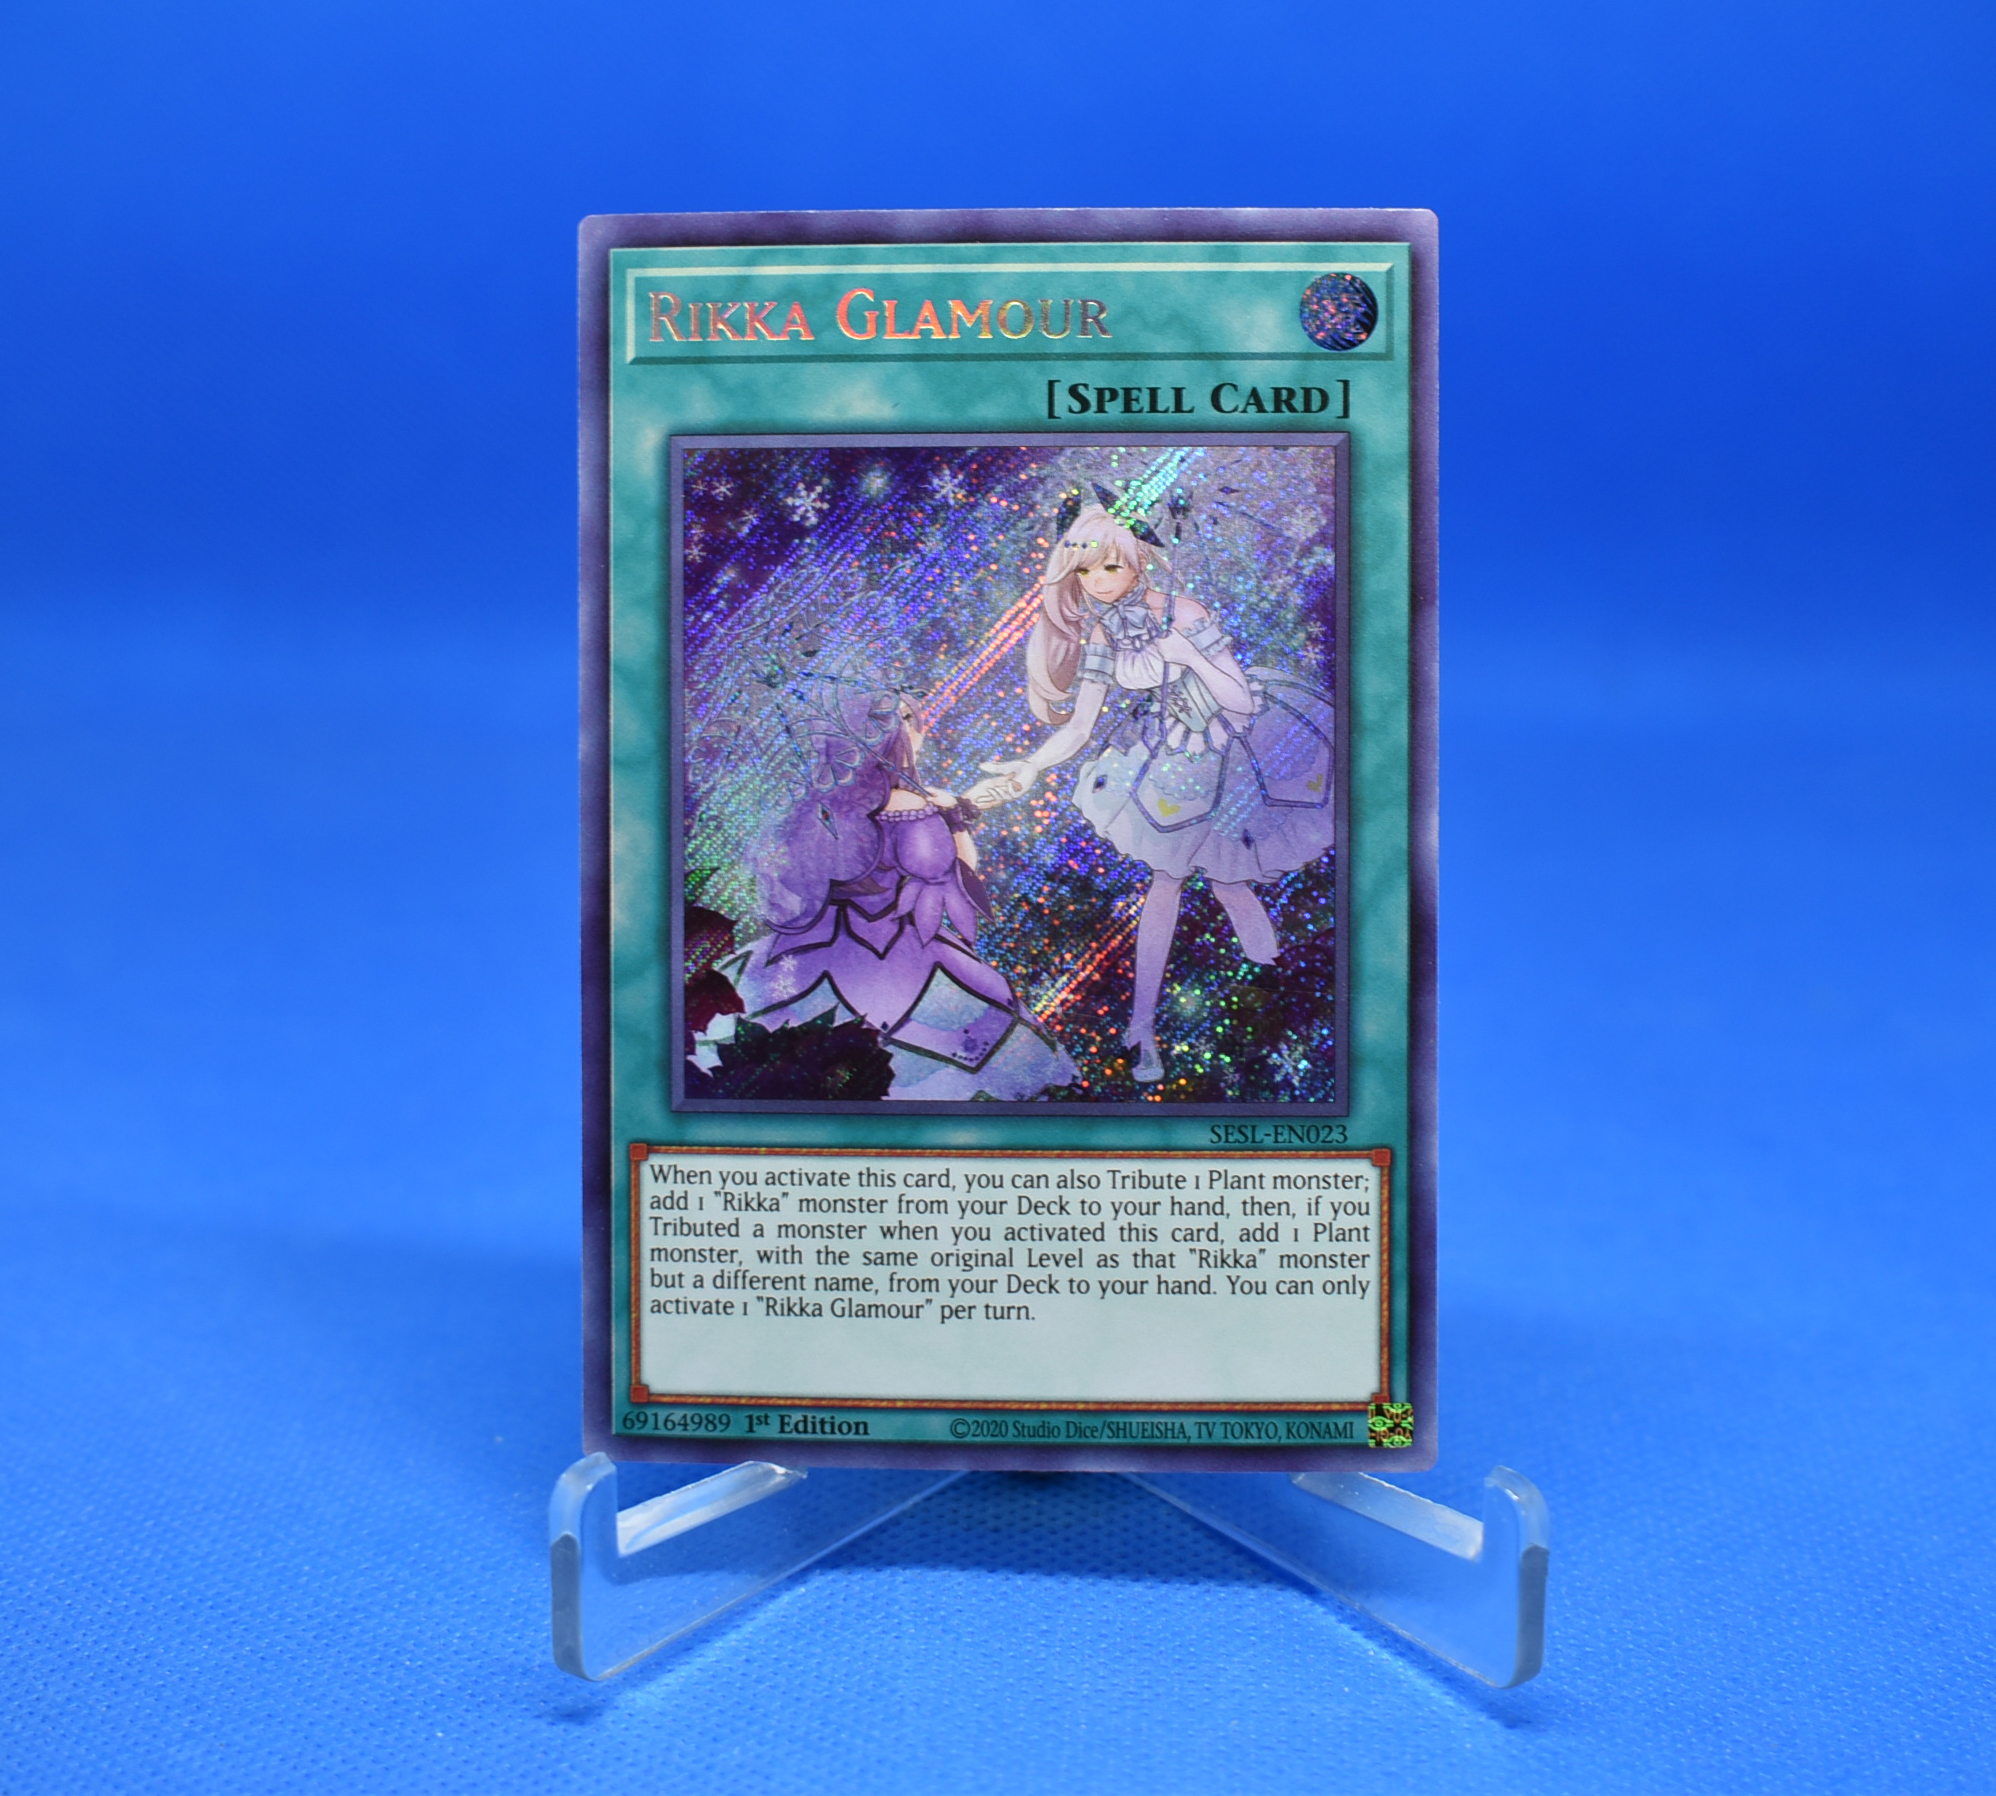 RIKKA GLAMOUR
[SPELL CARD]
SESL-EN023
When you activate this card, you can also Tribute 1 Plant monster;
add 1 "Rikka" monster from your Deck to your hand, then, if you
Tributed a monster when you activated this card, add 1 Plant
monster, with the same original Level as that "Rikka" monster
but a different name, from your Deck to your hand. You can only
activate 1 "Rikka Glamour" per turn.
69164989 1st Edition ©2020 Studio Dice/SHUEISHA, TV TOKYO, KONAMI